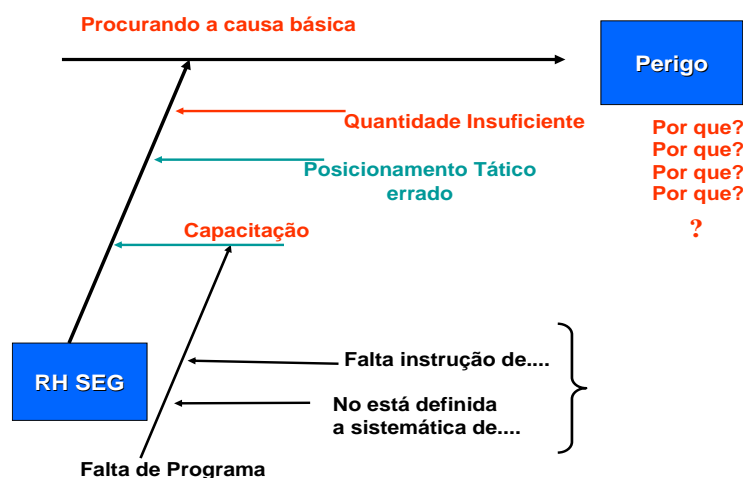 Procurando a causa básica
Perigo
Quantidade Insuficiente
Por que?
Por que?
Por que?
Por que?
?
Posicionamento Tático
errado
Capacitação
RH SEG
Falta instrução de....
No está definida
a sistemática de....
Falta de Programa